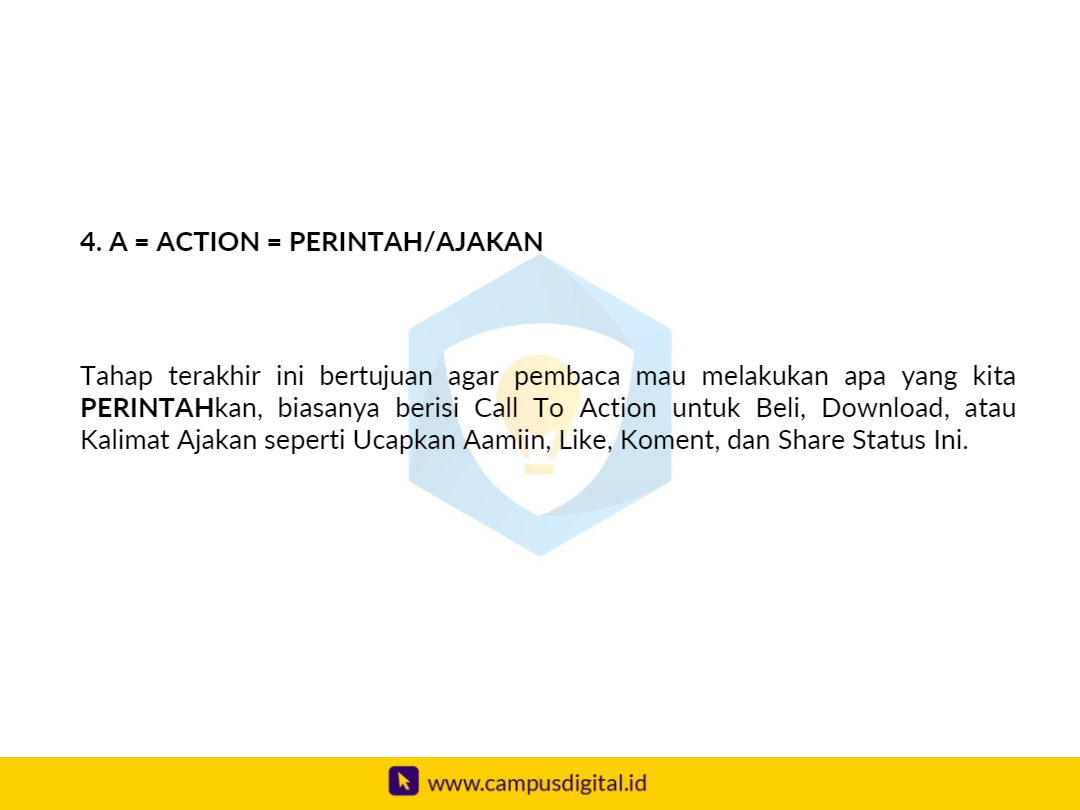 4. A = ACTION = PERINTAH/AJAKAN
Tahap terakhir ini bertujuan agar pembaca mau melakukan apa yang kita
PERINTAHkan, biasanya berisi Call To Action untuk Beli, Download, atau
Kalimat Ajakan seperti Ucapkan Aamiin, Like, Koment, dan Share Status Ini.
www.campusdigital.id